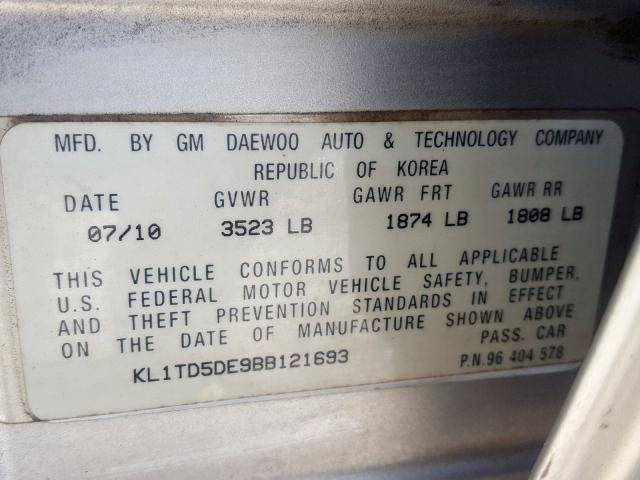 MFD. BY GM DAEWOO AUTO & TECHNOLOGY COMPANY
REPUBLIC OF KOREA
DATE GVWR GAWR FRT GAWR RR
07/10 3523 LB 1874 LB 1808 LB
THIS VEHICLE CONFORMS TO ALL APPLICABLE
U.S. FEDERAL MOTOR VEHICLE SAFETY, BUMPER,
AND THEFT PREVENTION STANDARDS IN EFFECT
ON THE DATE OF MANUFACTURE SHOWN ABOVE
PASS. CAR
KL1TD5DE9BB121693 P.N.96 404 578